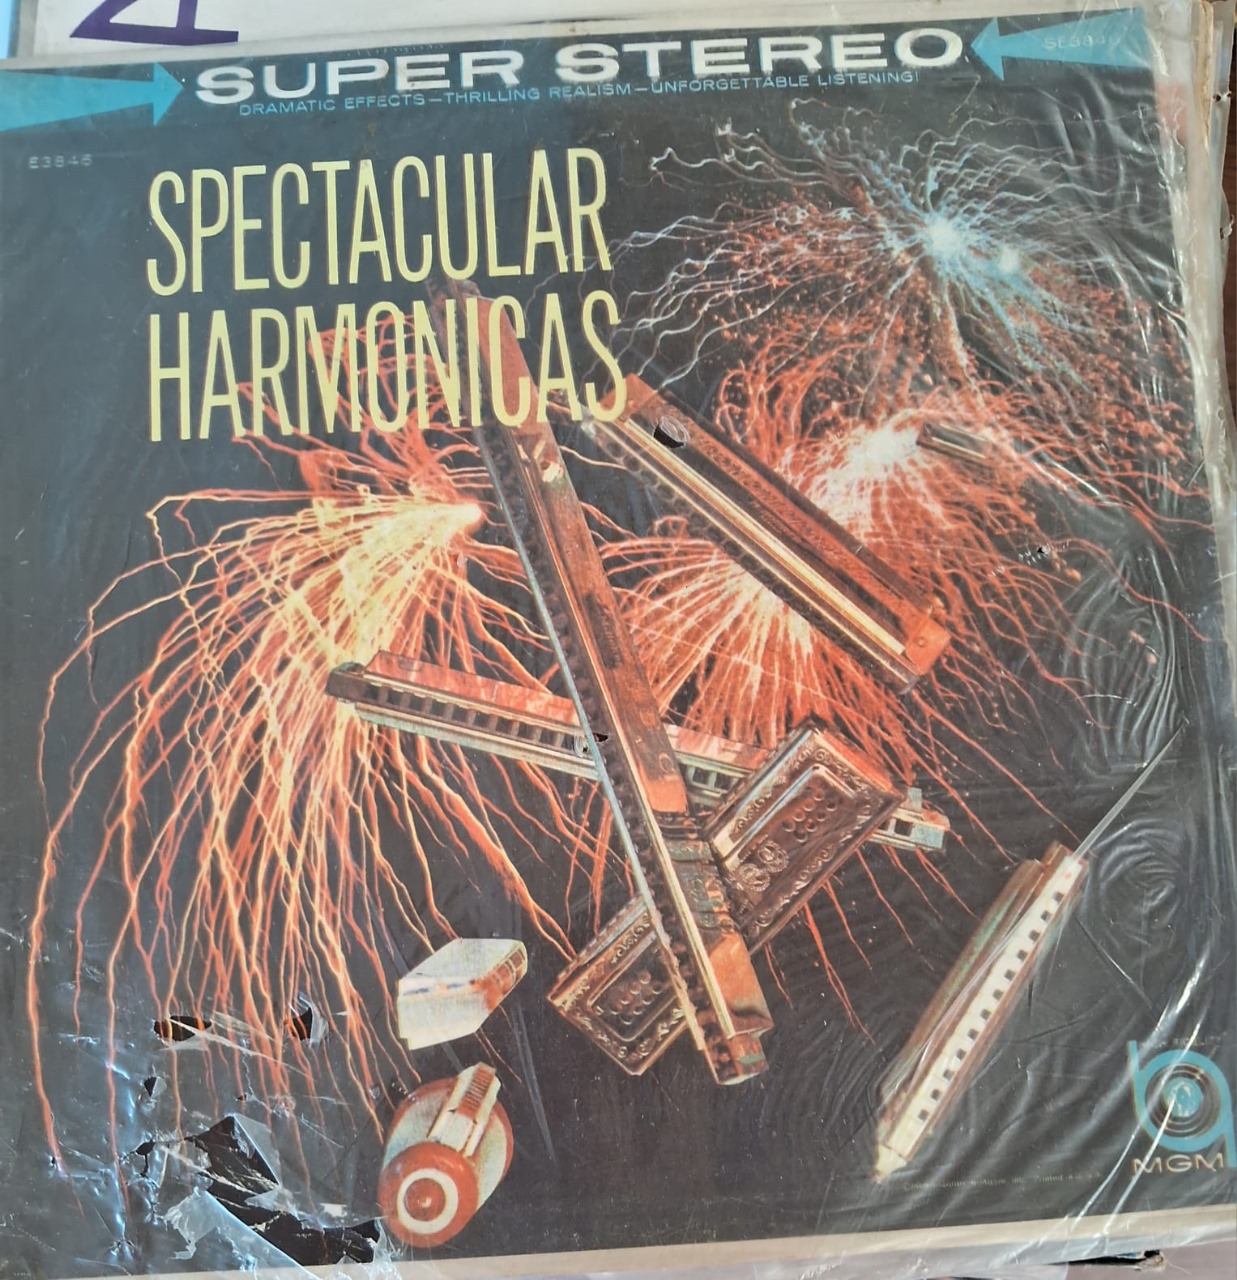 SUPER STEREO
DRAMATIC EFFECTS—THRILLING REALISM—UNFORGETTABLE LISTENING!
E3846
SPECTACULAR
HARMONICAS
MGM